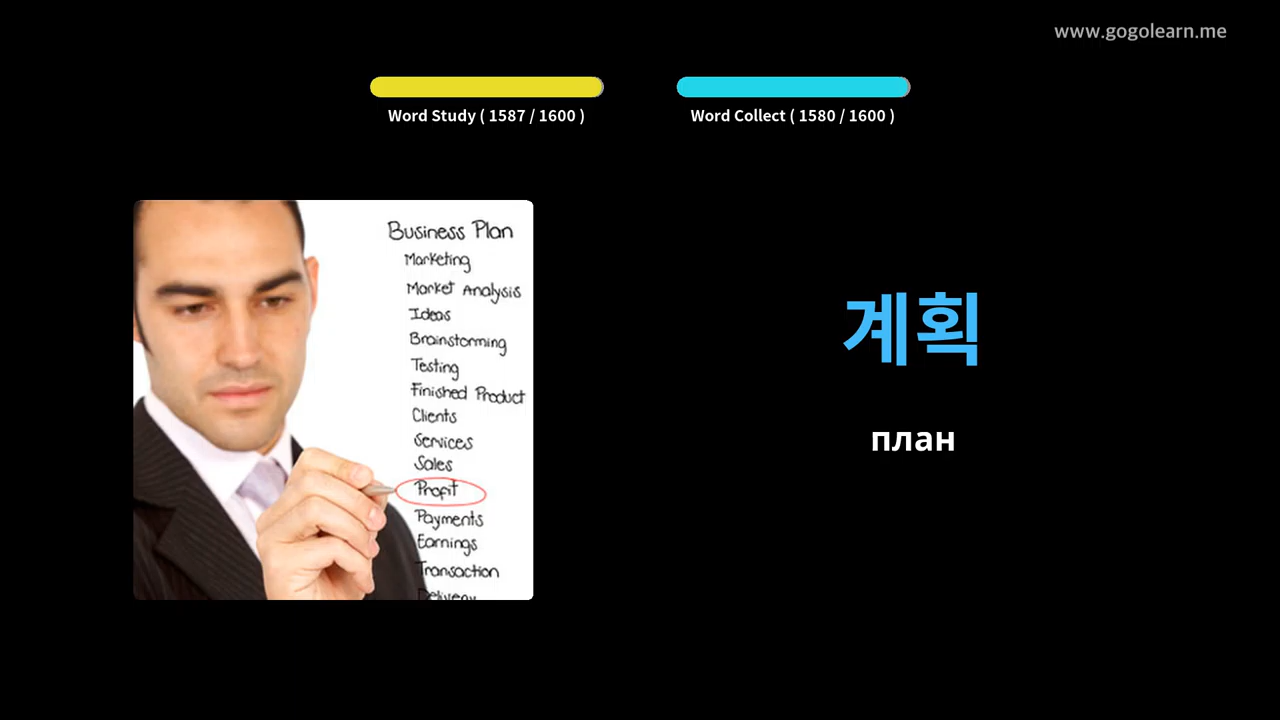 www.gogolearn.me
Word Study ( 1587 / 1600 )
Word Collect ( 1580 / 1600 )
Business Plan
Marketing
Market Analysis
Ideas
Brainstorming
Testing
Finished Product
Clients
Services
Sales
Profit
Payments
Earnings
Transaction
Delivery
계획
план